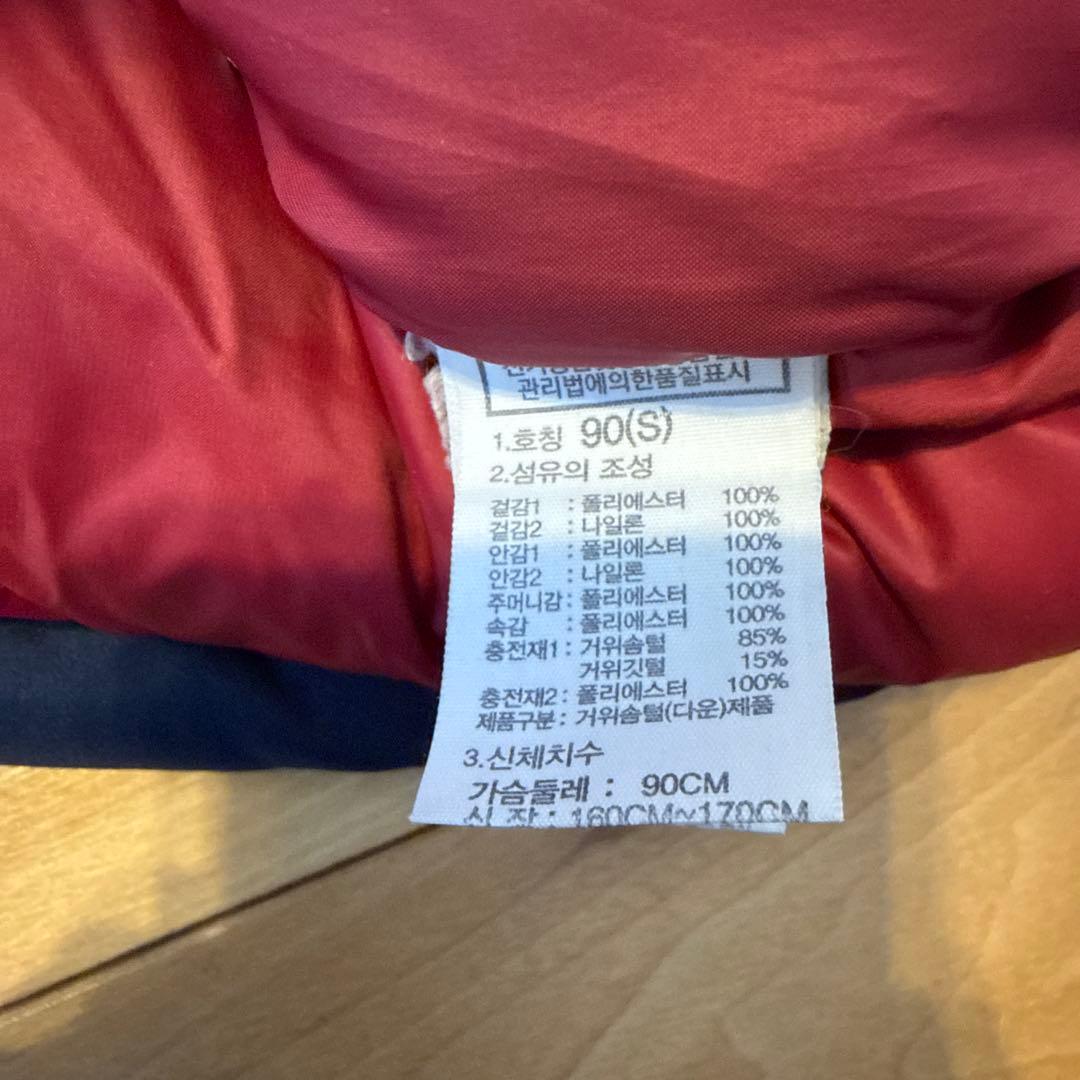 관리법에의한품질표시
1.호칭 90(S)
2.섬유의 조성
겉감1 : 폴리에스터 100%
겉감2 : 나일론 100%
안감1 : 폴리에스터 100%
안감2 : 나일론 100%
주머니감 : 폴리에스터 100%
속감 : 폴리에스터 100%
충전재1 : 거위솜털 85%
거위깃털 15%
충전재2 : 폴리에스터 100%
제품구분 : 거위솜털(다운)제품
3.신체치수
가슴둘레 : 90CM
신 장 : 160CM~170CM